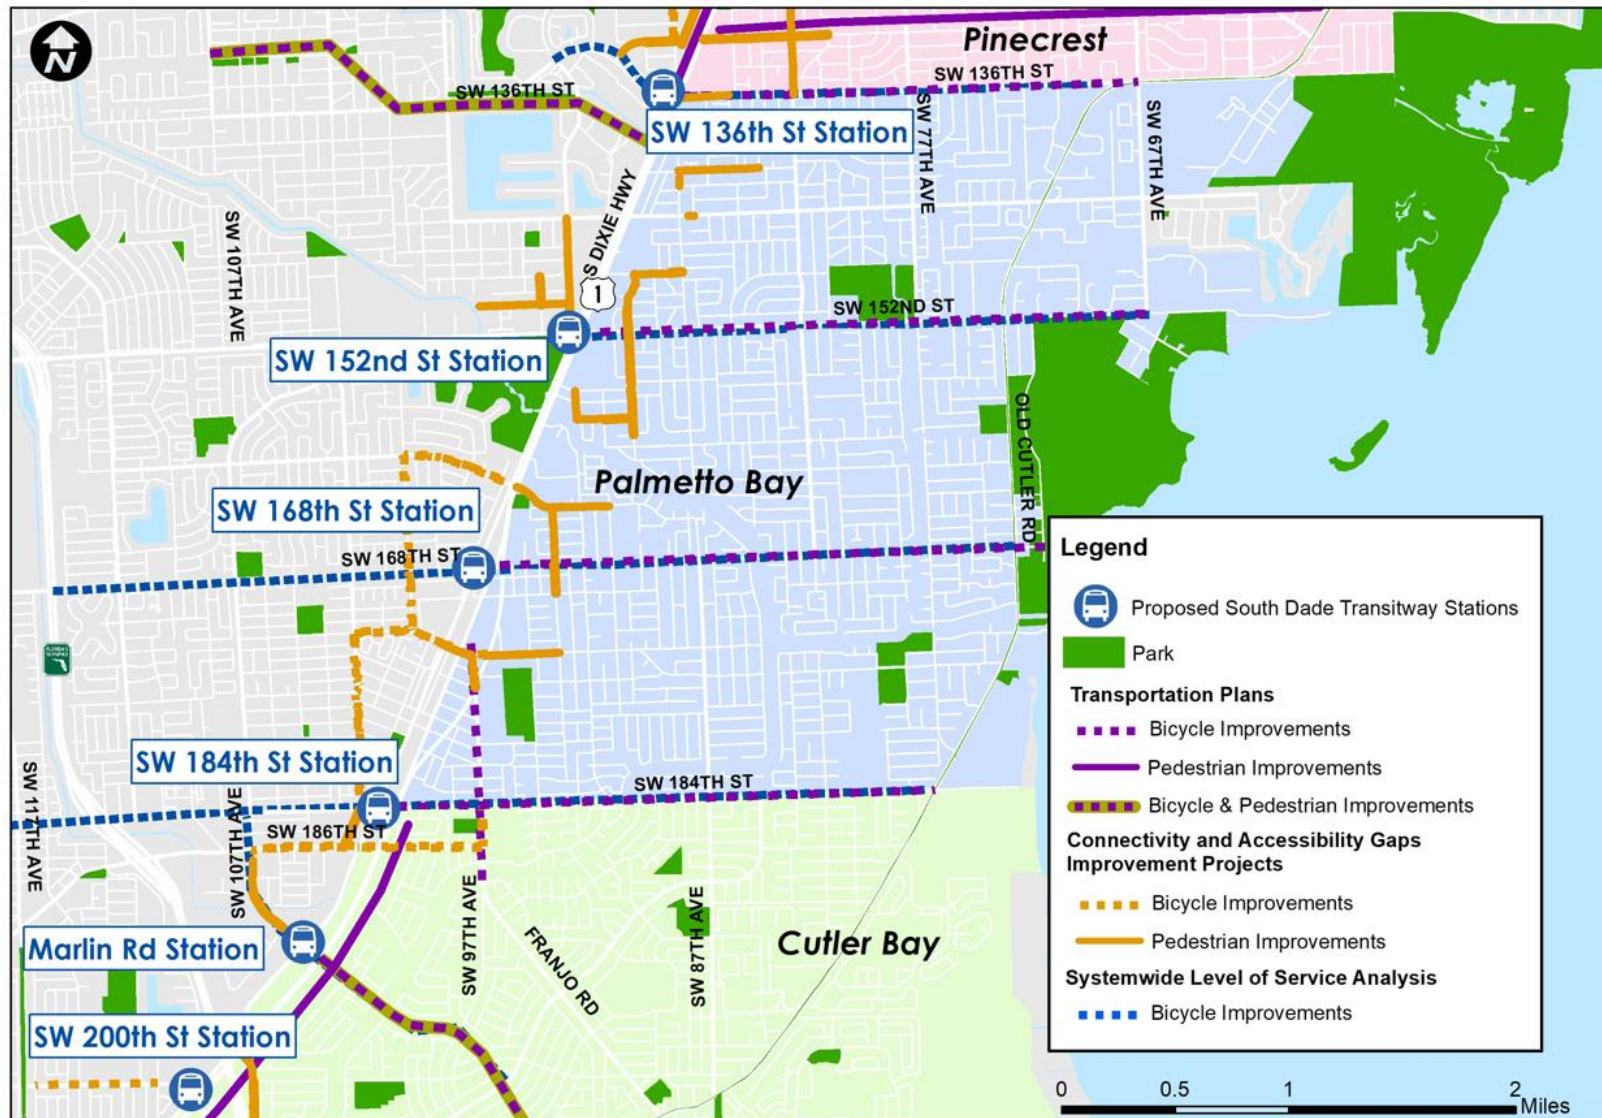 N
Pinecrest
SW 136TH ST
SW 136TH ST
SW 136th St Station
SW 77TH AVE
SW 67TH AVE
S DIXIE HWY
1
SW 107TH AVE
SW 152ND ST
SW 152nd St Station
OLD CUTLER RD
Palmetto Bay
SW 168th St Station
SW 168TH ST
SW 184th St Station
SW 184TH ST
SW 117TH AVE
SW 107TH AVE
SW 186TH ST
SW 97TH AVE
FRANJO RD
SW 87TH AVE
Cutler Bay
Marlin Rd Station
SW 200th St Station
Legend
Proposed South Dade Transitway Stations
Park
Transportation Plans
Bicycle Improvements
Pedestrian Improvements
Bicycle & Pedestrian Improvements
Connectivity and Accessibility Gaps
Improvement Projects
Bicycle Improvements
Pedestrian Improvements
Systemwide Level of Service Analysis
Bicycle Improvements
0 0.5 1 2
Miles